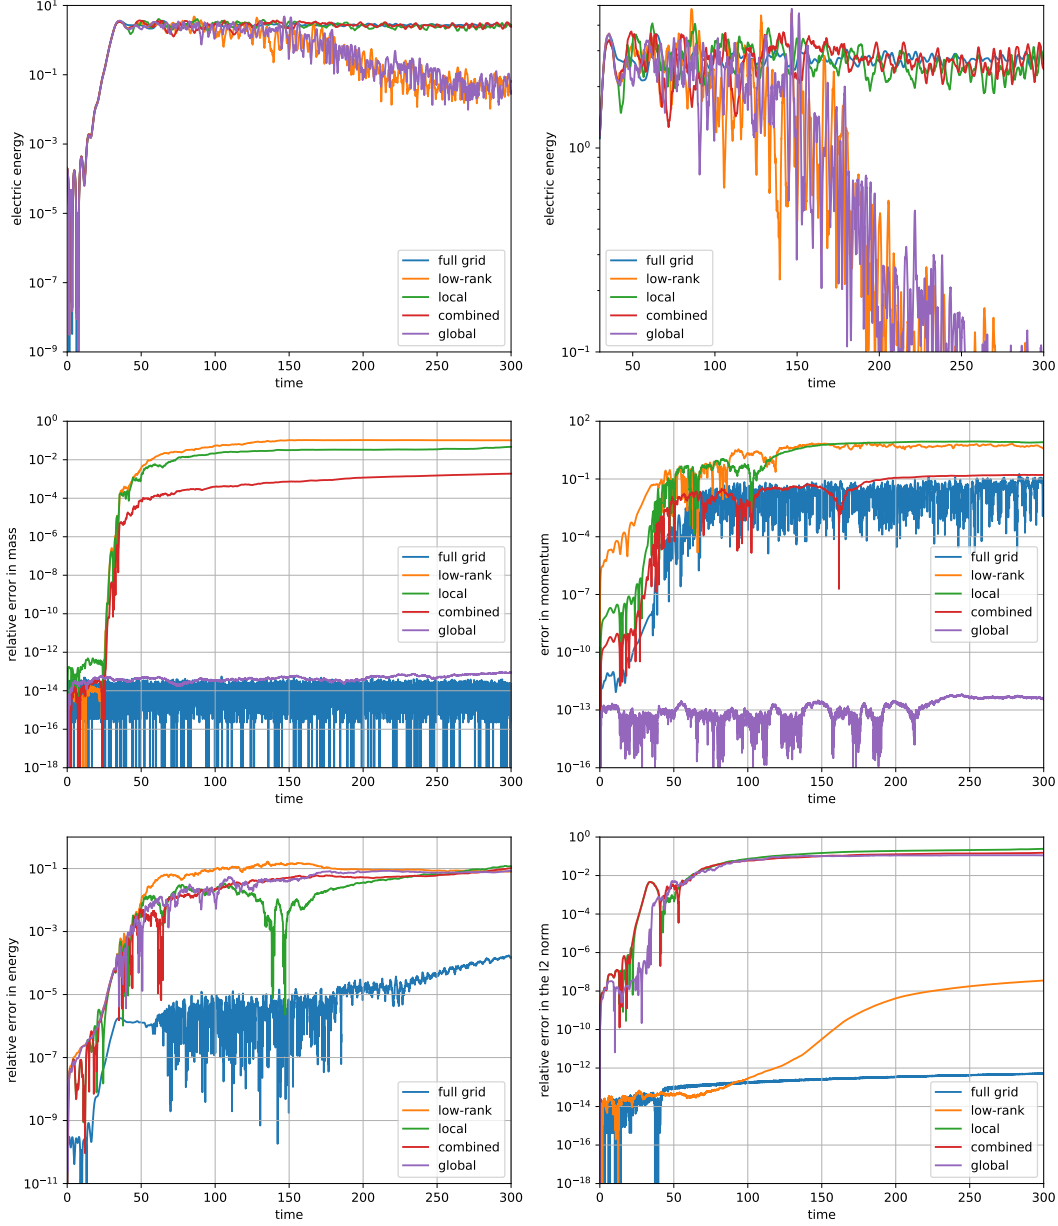 10^1
10^−1
10^−3
10^−5
10^−7
10^−9
electric energy
0 50 100 150 200 250 300
time
full grid
low-rank
local
combined
global
10^0
10^−1
electric energy
50 100 150 200 250 300
time
full grid
low-rank
local
combined
global
10^0
10^−2
10^−4
10^−6
10^−8
10^−10
10^−12
10^−14
10^−16
10^−18
relative error in mass
0 50 100 150 200 250 300
time
full grid
low-rank
local
combined
global
10^2
10^−1
10^−4
10^−7
10^−10
10^−13
10^−16
error in momentum
0 50 100 150 200 250 300
time
full grid
low-rank
local
combined
global
10^−1
10^−3
10^−5
10^−7
10^−9
10^−11
relative error in energy
0 50 100 150 200 250 300
time
full grid
low-rank
local
combined
global
10^0
10^−2
10^−4
10^−6
10^−8
10^−10
10^−12
10^−14
10^−16
10^−18
relative error in the l2 norm
0 50 100 150 200 250 300
time
full grid
low-rank
local
combined
global